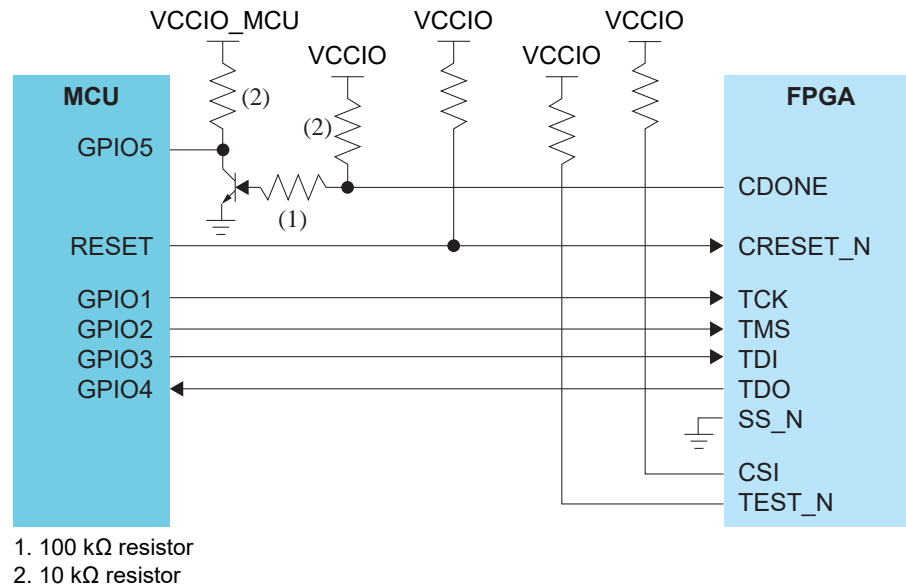 VCCIO_MCU
VCCIO
VCCIO
VCCIO
VCCIO
MCU
FPGA
(2)
(2)
GPIO5
CDONE
(1)
RESET
CRESET_N
GPIO1
TCK
GPIO2
TMS
GPIO3
TDI
GPIO4
TDO
SS_N
CSI
TEST_N
1. 100 kΩ resistor
2. 10 kΩ resistor